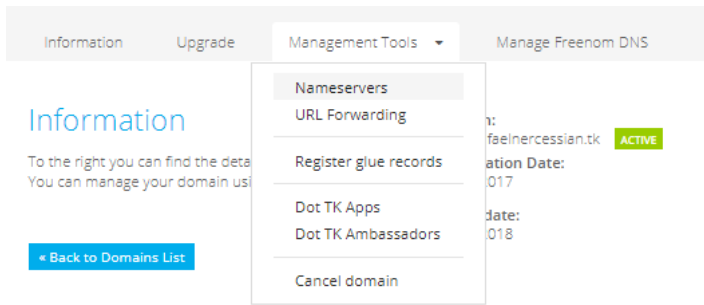 Information Upgrade Management Tools Manage Freenom DNS
Nameservers
URL Forwarding
Register glue records
Dot TK Apps
Dot TK Ambassadors
Cancel domain
Information
To the right you can find the deta
You can manage your domain usi
« Back to Domains List
faelnercessian.tk ACTIVE
ation Date:
017
date:
018